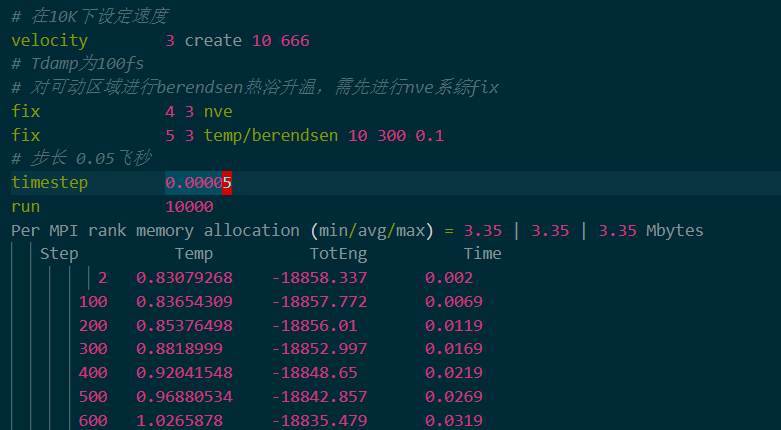 # 在10K下设定速度
velocity 3 create 10 666
# Tdamp为100fs
# 对可动区域进行berendsen热浴升温，需先进行nve系综fix
fix 4 3 nve
fix 5 3 temp/berendsen 10 300 0.1
# 步长 0.05飞秒
timestep 0.00005
run 10000
Per MPI rank memory allocation (min/avg/max) = 3.35 | 3.35 | 3.35 Mbytes
Step Temp TotEng Time
2 0.83079268 -18858.337 0.002
100 0.83654309 -18857.772 0.0069
200 0.85376498 -18856.01 0.0119
300 0.8818999 -18852.997 0.0169
400 0.92041548 -18848.65 0.0219
500 0.96880534 -18842.857 0.0269
600 1.0265878 -18835.479 0.0319